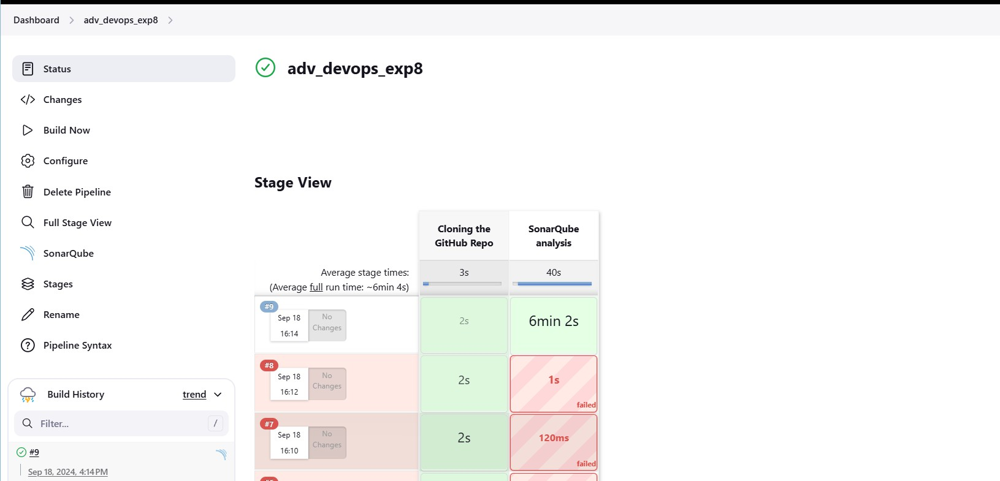 Dashboard
adv_devops_exp8
Status
Changes
Build Now
Configure
Delete Pipeline
Full Stage View
SonarQube
Stages
Rename
Pipeline Syntax
Build History
trend
Filter...
/
#9
Sep 18, 2024, 4:14 PM
adv_devops_exp8
Stage View
Cloning the
GitHub Repo
SonarQube
analysis
Average stage times:
(Average full run time: ~6min 4s)
3s
40s
#9
Sep 18
16:14
No
Changes
2s
6min 2s
#8
Sep 18
16:12
No
Changes
2s
1s
failed
#7
Sep 18
16:10
No
Changes
2s
120ms
failed